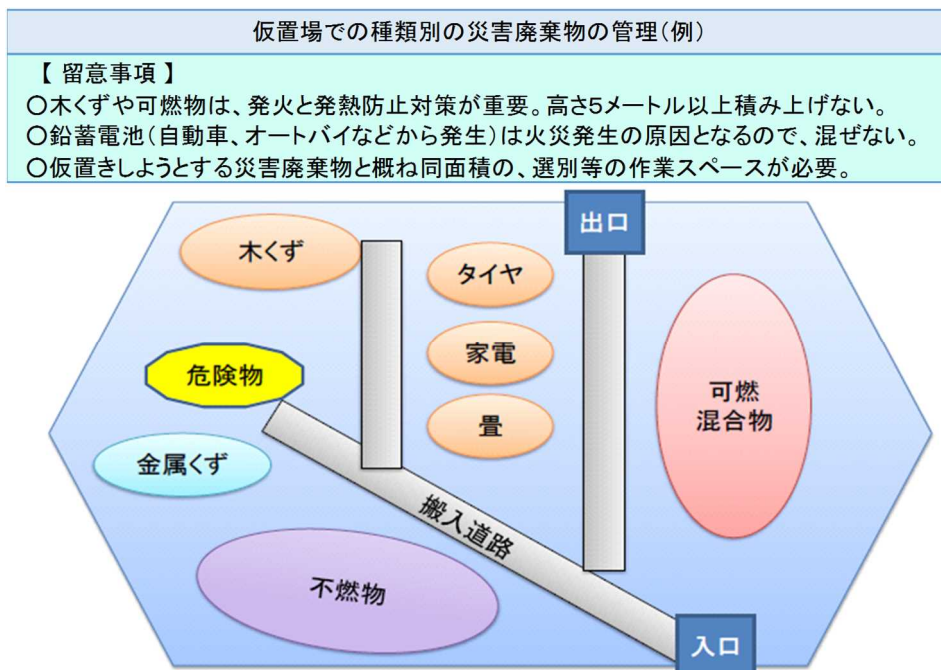 仮置場での種類別の災害廃棄物の管理(例)
【 留意事項 】
○木くずや可燃物は、発火と発熱防止対策が重要。高さ5メートル以上積み上げない。
○鉛蓄電池(自動車、オートバイなどから発生)は火災発生の原因となるので、混ぜない。
○仮置きしようとする災害廃棄物と概ね同面積の、選別等の作業スペースが必要。
出口
木くず
タイヤ
家電
危険物
可燃
混合物
畳
金属くず
搬入道路
不燃物
入口